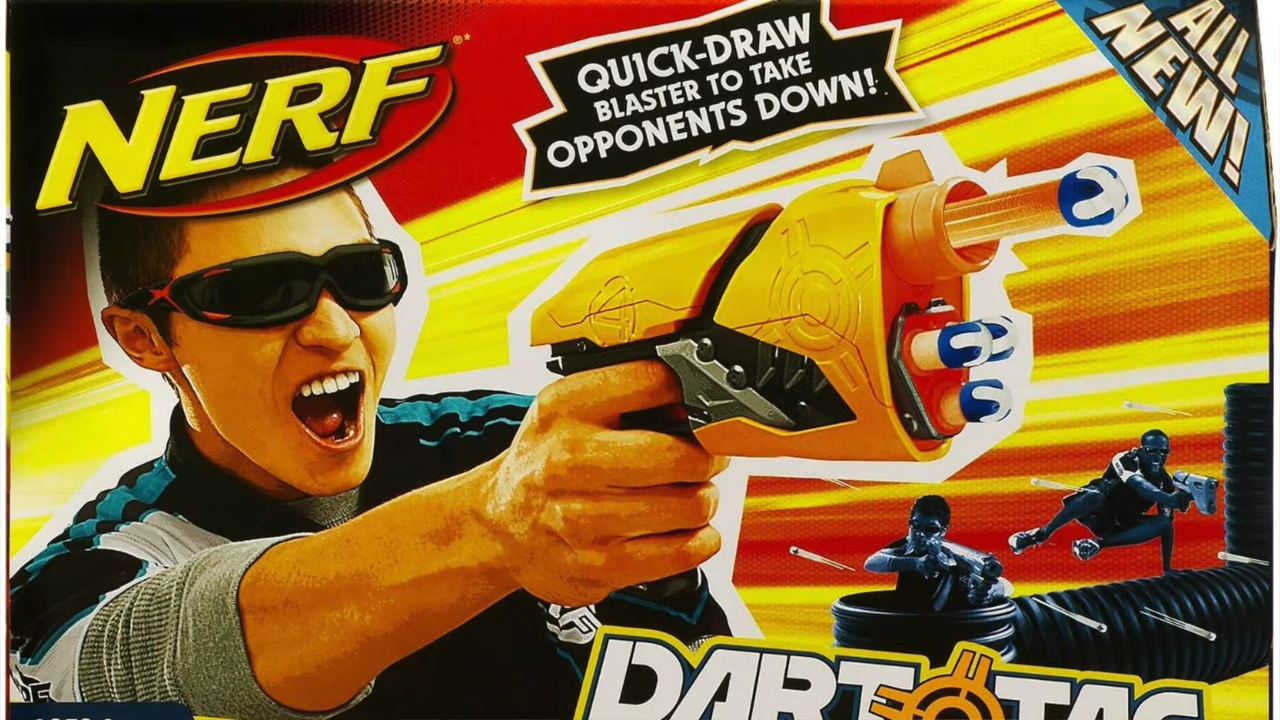 NERF
QUICK-DRAW
BLASTER TO TAKE
OPPONENTS DOWN!
ALL
NEW!
DART TAG